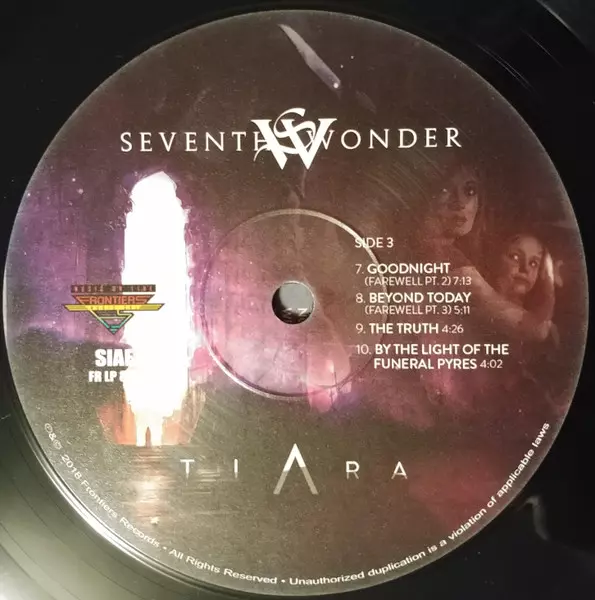 SEVENTH WONDER
SIDE 3
7. GOODNIGHT
(FAREWELL PT. 2) 7:13
8. BEYOND TODAY
(FAREWELL PT. 3) 5:11
9. THE TRUTH 4:26
10. BY THE LIGHT OF THE
FUNERAL PYRES 4:02
FRONTIERS
FR LP
TIARA
℗&© 2018 Frontiers Records • All Rights Reserved • Unauthorized duplication is a violation of applicable laws